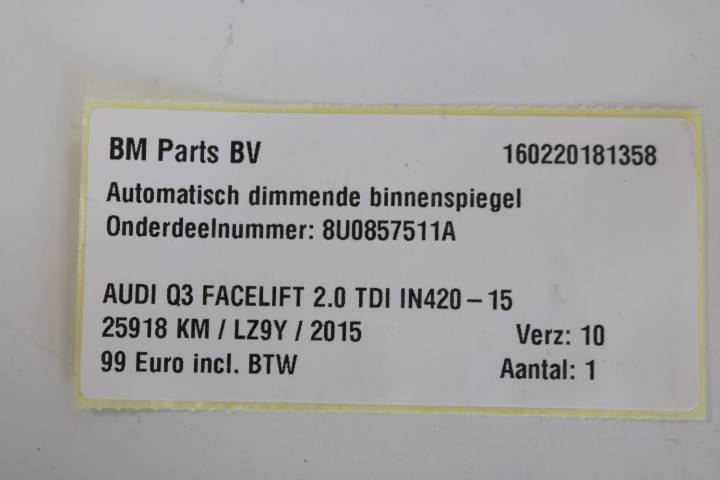 BM Parts BV 160220181358
Automatisch dimmende binnenspiegel
Onderdeelnummer: 8U0857511A
AUDI Q3 FACELIFT 2.0 TDI IN420 – 15
25918 KM / LZ9Y / 2015 Verz: 10
99 Euro incl. BTW Aantal: 1